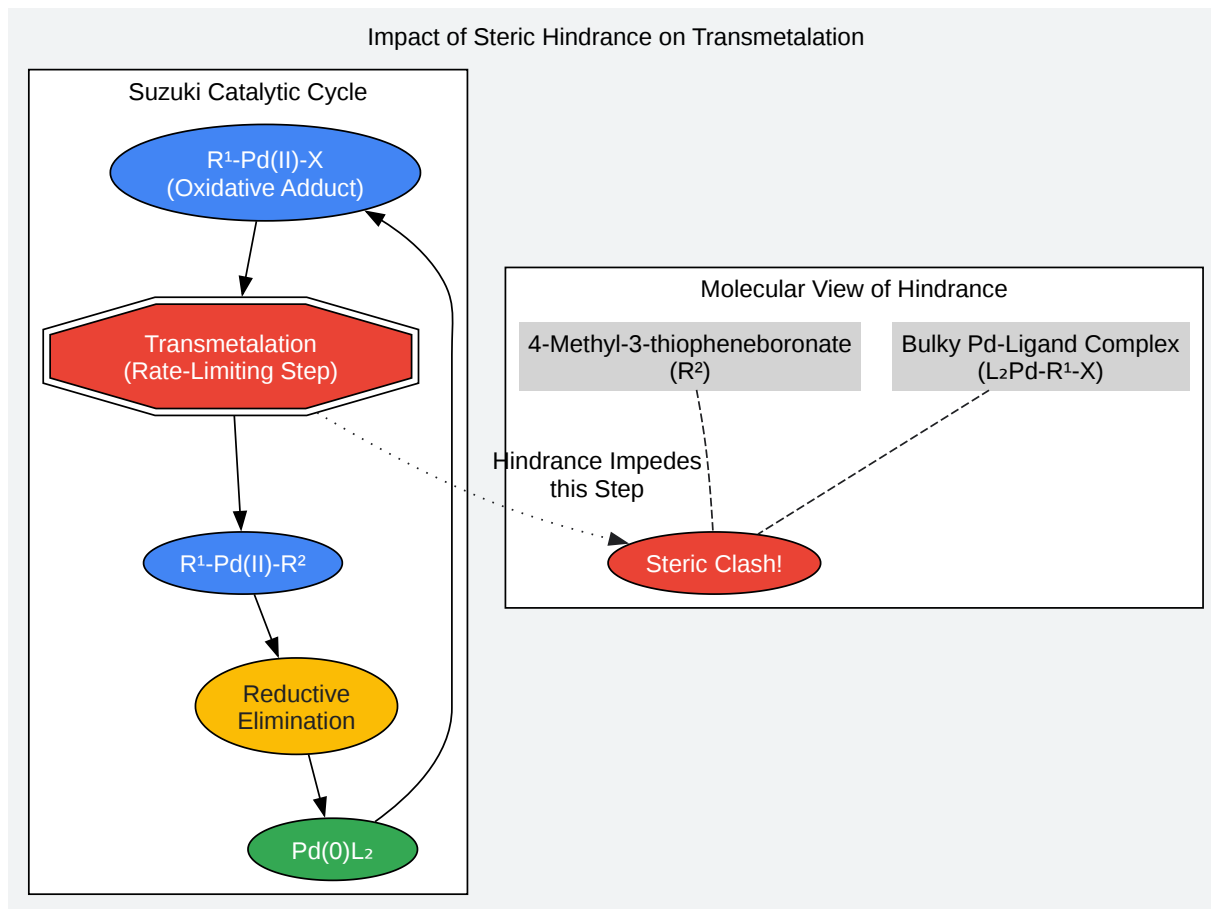 Impact of Steric Hindrance on Transmetalation
Suzuki Catalytic Cycle
R¹-Pd(II)-X
(Oxidative Adduct)
Transmetalation
(Rate-Limiting Step)
R¹-Pd(II)-R²
Reductive
Elimination
Pd(0)L₂
Hindrance Impedes
this Step
Molecular View of Hindrance
4-Methyl-3-thiopheneboronate
(R²)
Bulky Pd-Ligand Complex
(L₂Pd-R¹-X)
Steric Clash!